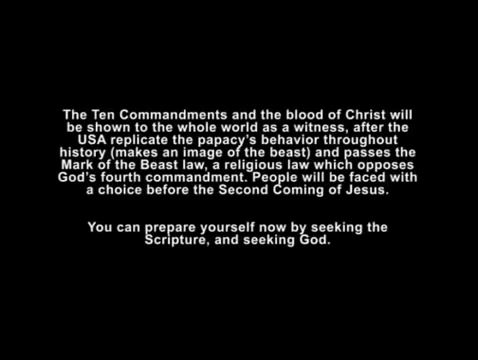 The Ten Commandments and the blood of Christ will
be shown to the whole world as a witness, after the
USA replicate the papacy's behavior throughout
history (makes an image of the beast) and passes the
Mark of the Beast law, a religious law which opposes
God's fourth commandment. People will be faced with
a choice before the Second Coming of Jesus.
You can prepare yourself now by seeking the
Scripture, and seeking God.